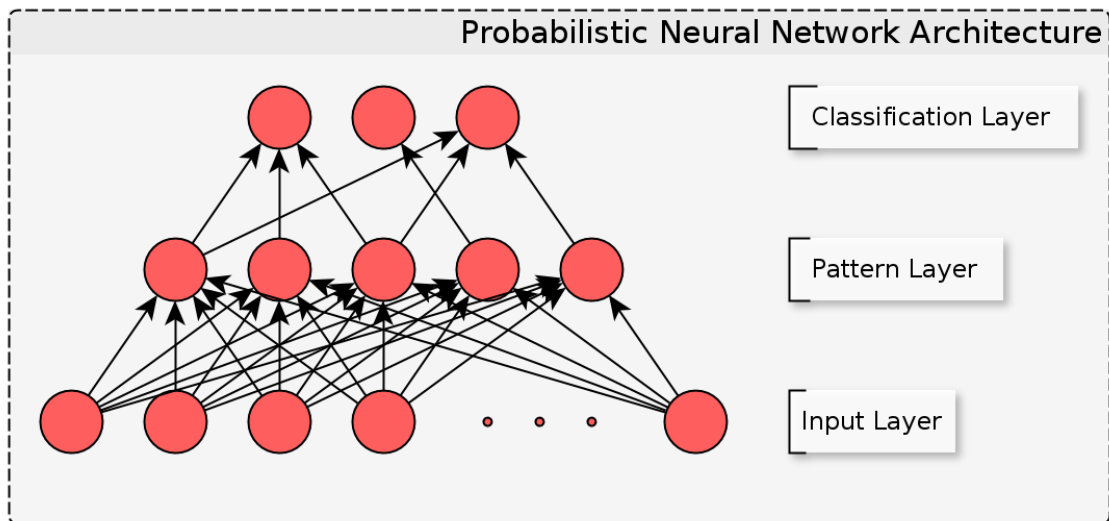 Probabilistic Neural Network Architecture
Classification Layer
Pattern Layer
Input Layer